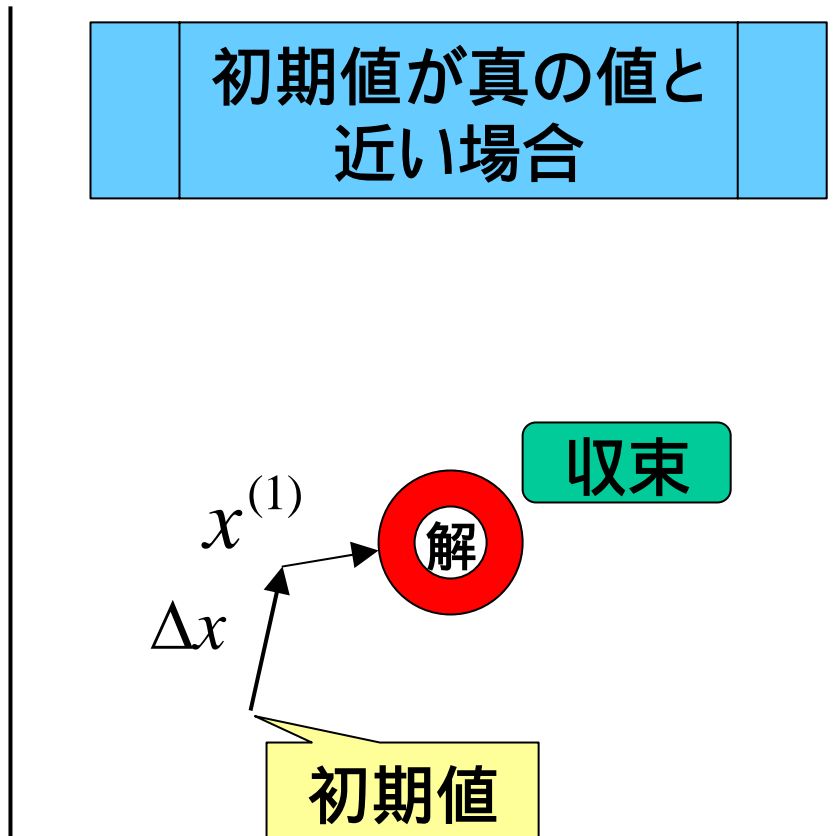 初期値が真の値と
近い場合
収束
x^(1)
解
Δx
初期値